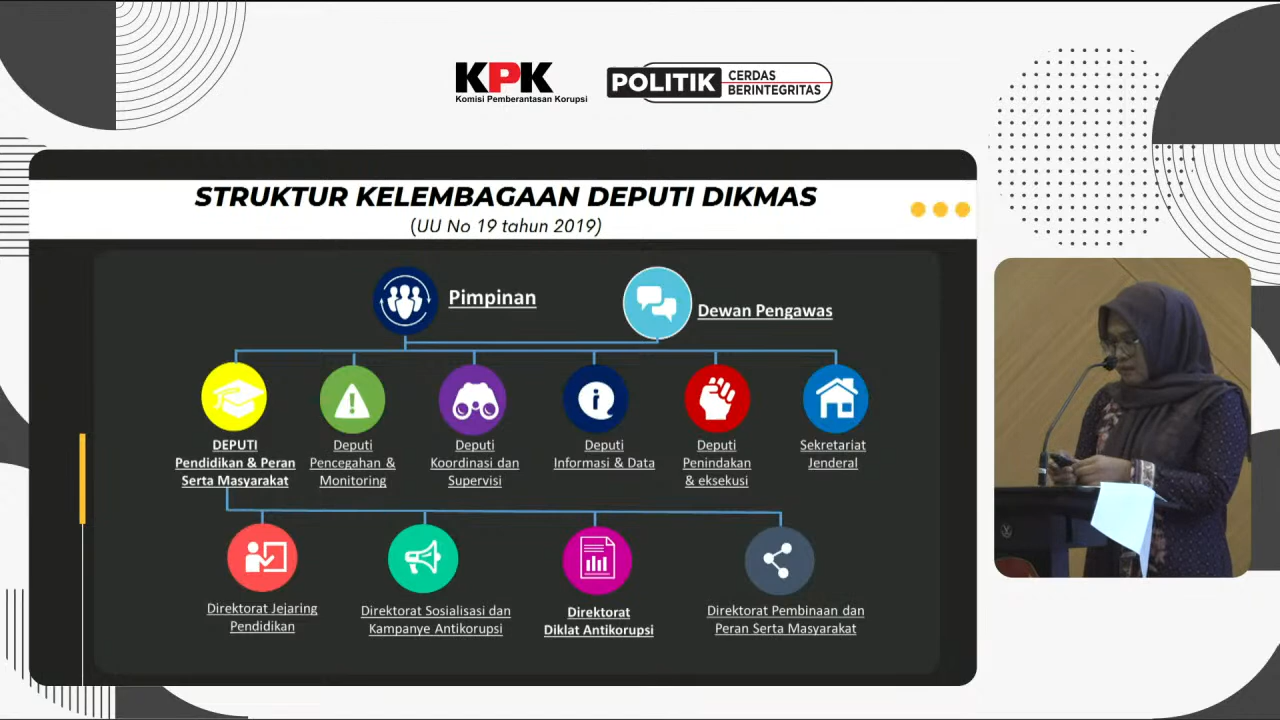 KPK
Komisi Pemberantasan Korupsi
POLITIK
CERDAS
BERINTEGRITAS
STRUKTUR KELEMBAGAAN DEPUTI DIKMAS
(UU No 19 tahun 2019)
Pimpinan
Dewan Pengawas
DEPUTI
Pendidikan & Peran
Serta Masyarakat
Deputi
Pencegahan &
Monitoring
Deputi
Koordinasi dan
Supervisi
Deputi
Informasi & Data
Deputi
Penindakan
& eksekusi
Sekretariat
Jenderal
Direktorat Jejaring
Pendidikan
Direktorat Sosialisasi dan
Kampanye Antikorupsi
Direktorat
Diklat Antikorupsi
Direktorat Pembinaan dan
Peran Serta Masyarakat